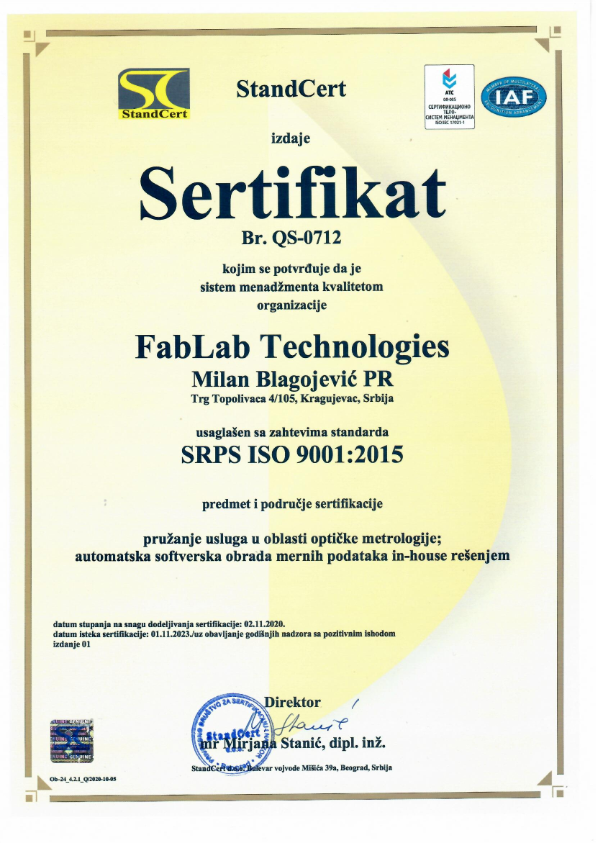 StandCert
StandCert
izdaje
Sertifikat
Br. QS-0712
АТС
СЕРТИФИКАЦИОНО
ТЕЛО-
СИСТЕМ МЕНАЏМЕНТА
ISO/IEC 17021-1
IAF
kojim se potvrđuje da je
sistem menadžmenta kvalitetom
organizacije
FabLab Technologies
Milan Blagojević PR
Trg Topolivaca 4/105, Kragujevac, Srbija
usaglašen sa zahtevima standarda
SRPS ISO 9001:2015
predmet i područje sertifikacije
pružanje usluga u oblasti optičke metrologije;
automatska softverska obrada mernih podataka in-house rešenjem
datum stupanja na snagu dodeljivanja sertifikacije: 02.11.2020.
datum isteka sertifikacije: 01.11.2023./uz obavljanje godišnjih nadzora sa pozitivnim ishodom
izdanje 01
Direktor
StandCert
mr Mirjana Stanić, dipl. inž.
StandCert d.o.o. Bulevar vojvode Mišića 39a, Beograd, Srbija
Ob-24_4.2.1_Q/2020-10-08